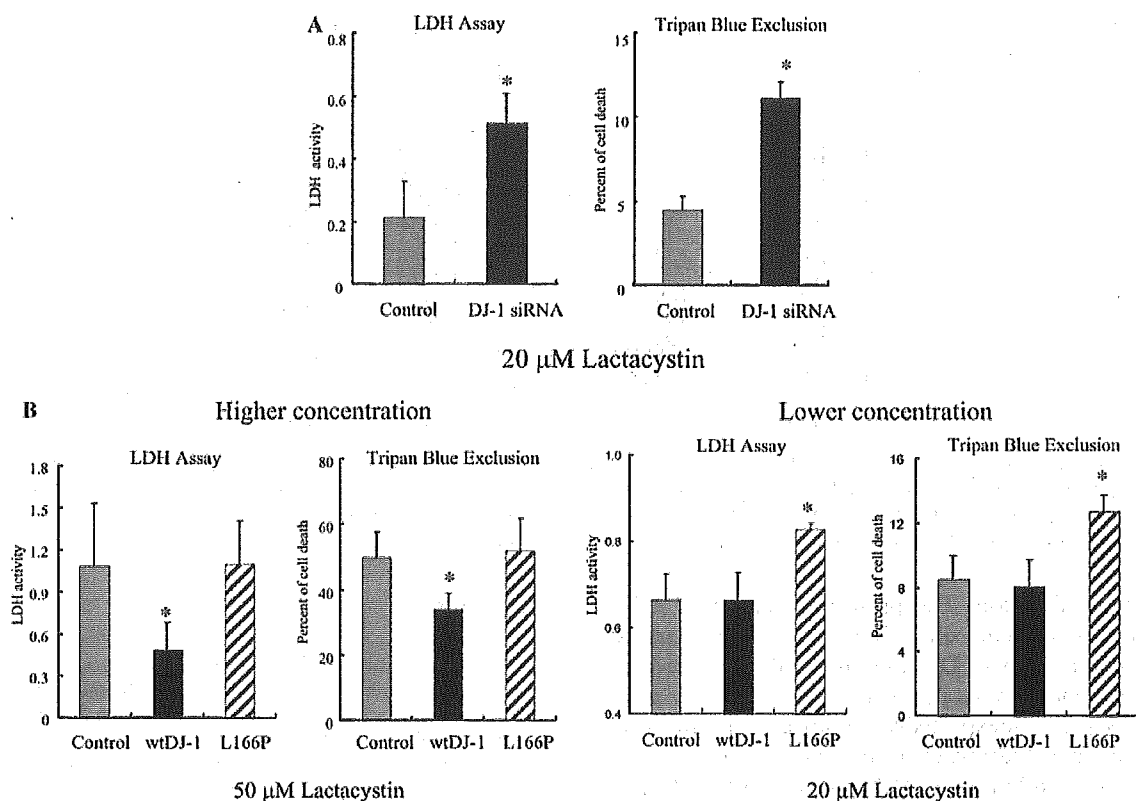 A
LDH Assay
0.8
0.6
0.4
0.2
0
LDH activity
*
Control DJ-1 siRNA
Tripan Blue Exclusion
15
10
5
0
Percent of cell death
*
Control DJ-1 siRNA
20 μM Lactacystin
B
Higher concentration
LDH Assay
1.8
1.5
1.2
0.9
0.6
0.3
0
LDH activity
*
Control wtDJ-1 L166P
Tripan Blue Exclusion
80
60
40
20
0
Percent of cell death
*
Control wtDJ-1 L166P
50 μM Lactacystin
Lower concentration
LDH Assay
1.0
0.8
0.6
0.4
LDH activity
*
Control wtDJ-1 L166P
Tripan Blue Exclusion
16
12
8
4
0
Percent of cell death
*
Control wtDJ-1 L166P
20 μM Lactacystin